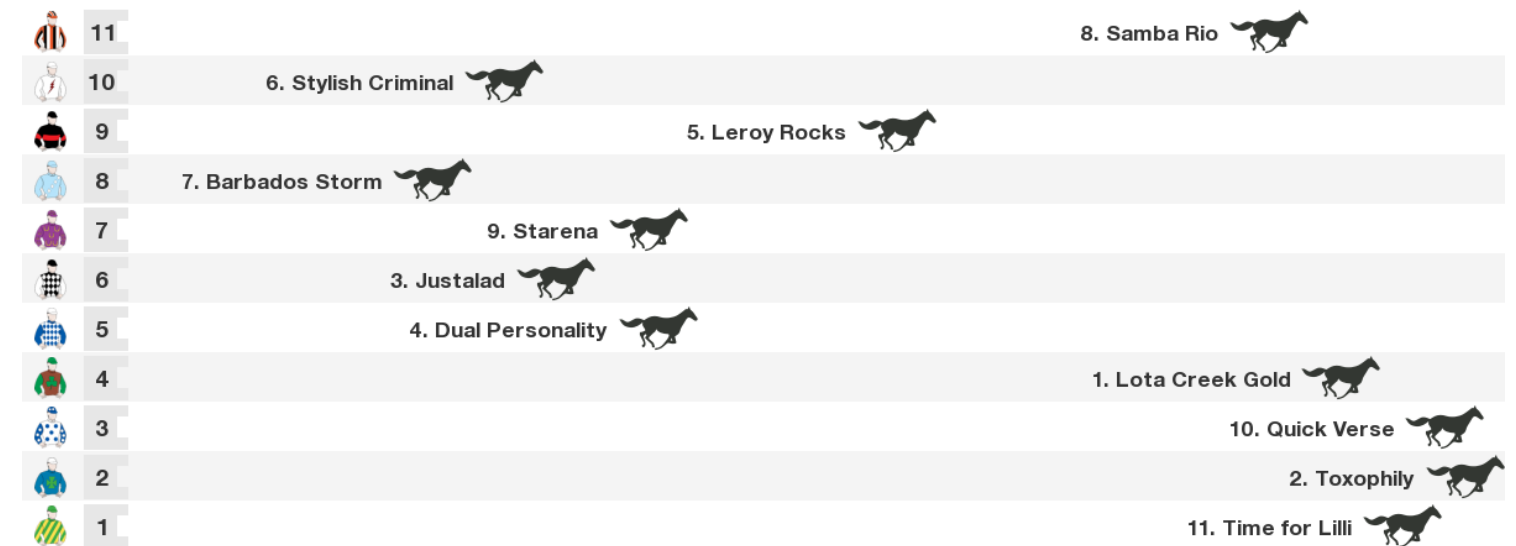 11 8. Samba Rio
10 6. Stylish Criminal
9 5. Leroy Rocks
8 7. Barbados Storm
7 9. Starena
6 3. Justalad
5 4. Dual Personality
4 1. Lota Creek Gold
3 10. Quick Verse
2 2. Toxophily
1 11. Time for Lilli